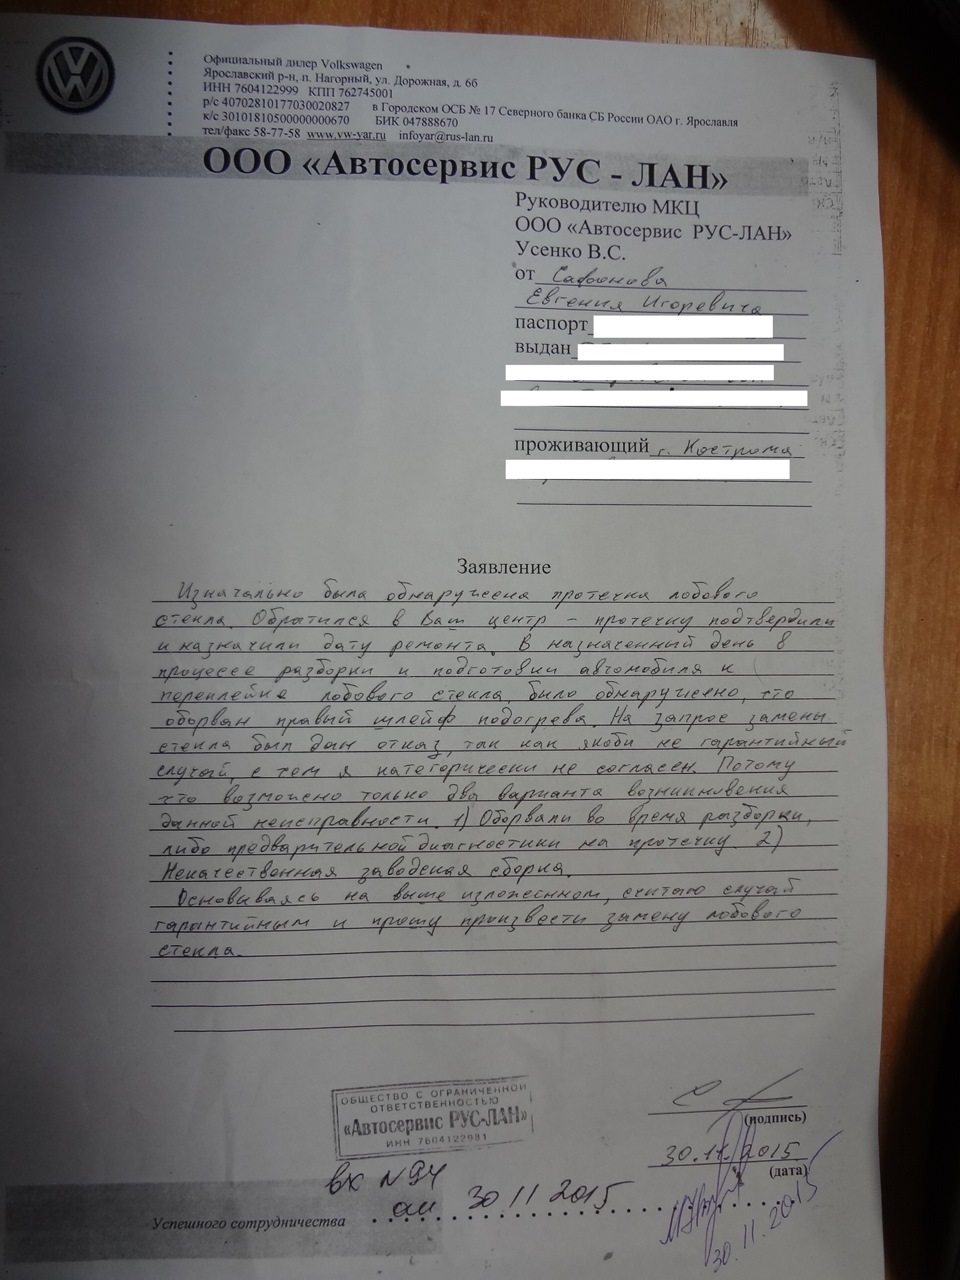 Официальный дилер Volkswagen
Ярославский р-н, п. Нагорный, ул. Дорожная, д. 6б
ИНН 7604122999 КПП 762745001
р/с 40702810177030020827 в Городском ОСБ № 17 Северного банка СБ России ОАО г. Ярославля
к/с 30101810500000000670 БИК 047888670
тел/факс 58-77-58 www.vw-yar.ru infoyar@rus-lan.ru
ООО «Автосервис РУС - ЛАН»
Руководителю МКЦ
ООО «Автосервис РУС-ЛАН»
Усенко В.С.
от Сафонова
Евгения Игоревича
паспорт
выдан
проживающий г. Кострома
Заявление
Изначально была обнаружена протечка лобового
стекла. Обратился в Ваш центр – протечку подтвердили
и назначили дату ремонта. В назначенный день в
процессе разборки и подготовки автомобиля к
переклейке лобового стекла, было обнаружено, что
оборван правый шлейф подогрева. На запрос замены
стекла был дан отказ, так как якоби не гарантийный
случай, с тем я категорически не согласен. Потому
что возможено только два варианта возникновения
данной неисправности. 1) Оборвали во время разборки,
либо предварительной диагностики на протечку. 2)
Некачественная заводская сборка.
Основываясь на выше изложенном, считаю случай
гарантийным и прошу произвести замену лобового
стекла.
ОБЩЕСТВО С ОГРАНИЧЕННОЙ
ОТВЕТСТВЕННОСТЬЮ
«Автосервис РУС-ЛАН»
ИНН 7604122981
(подпись)
30.11.2015
(дата)
вх N94
от 30 11 2015
Успешного сотрудничества
30.11.2015